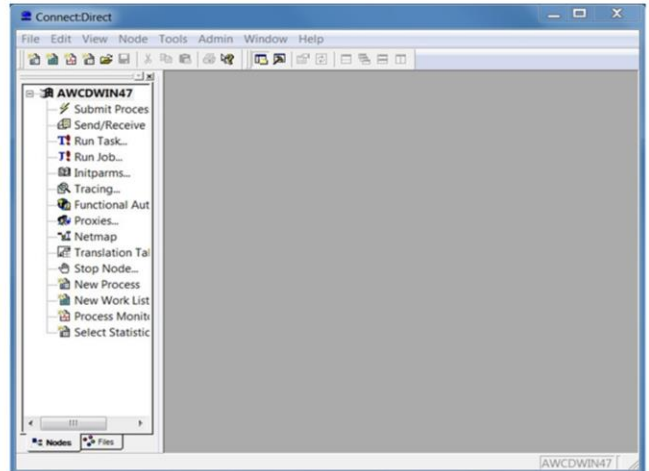 Connect:Direct
File Edit View Node Tools Admin Window Help
AWCDWIN47
Submit Proces
Send/Receive
T! Run Task...
J! Run Job...
Initparms...
Tracing...
Functional Aut
Proxies...
Netmap
Translation Tal
Stop Node...
New Process
New Work List
Process Monit
Select Statistic
Nodes Files
AWCDWIN47